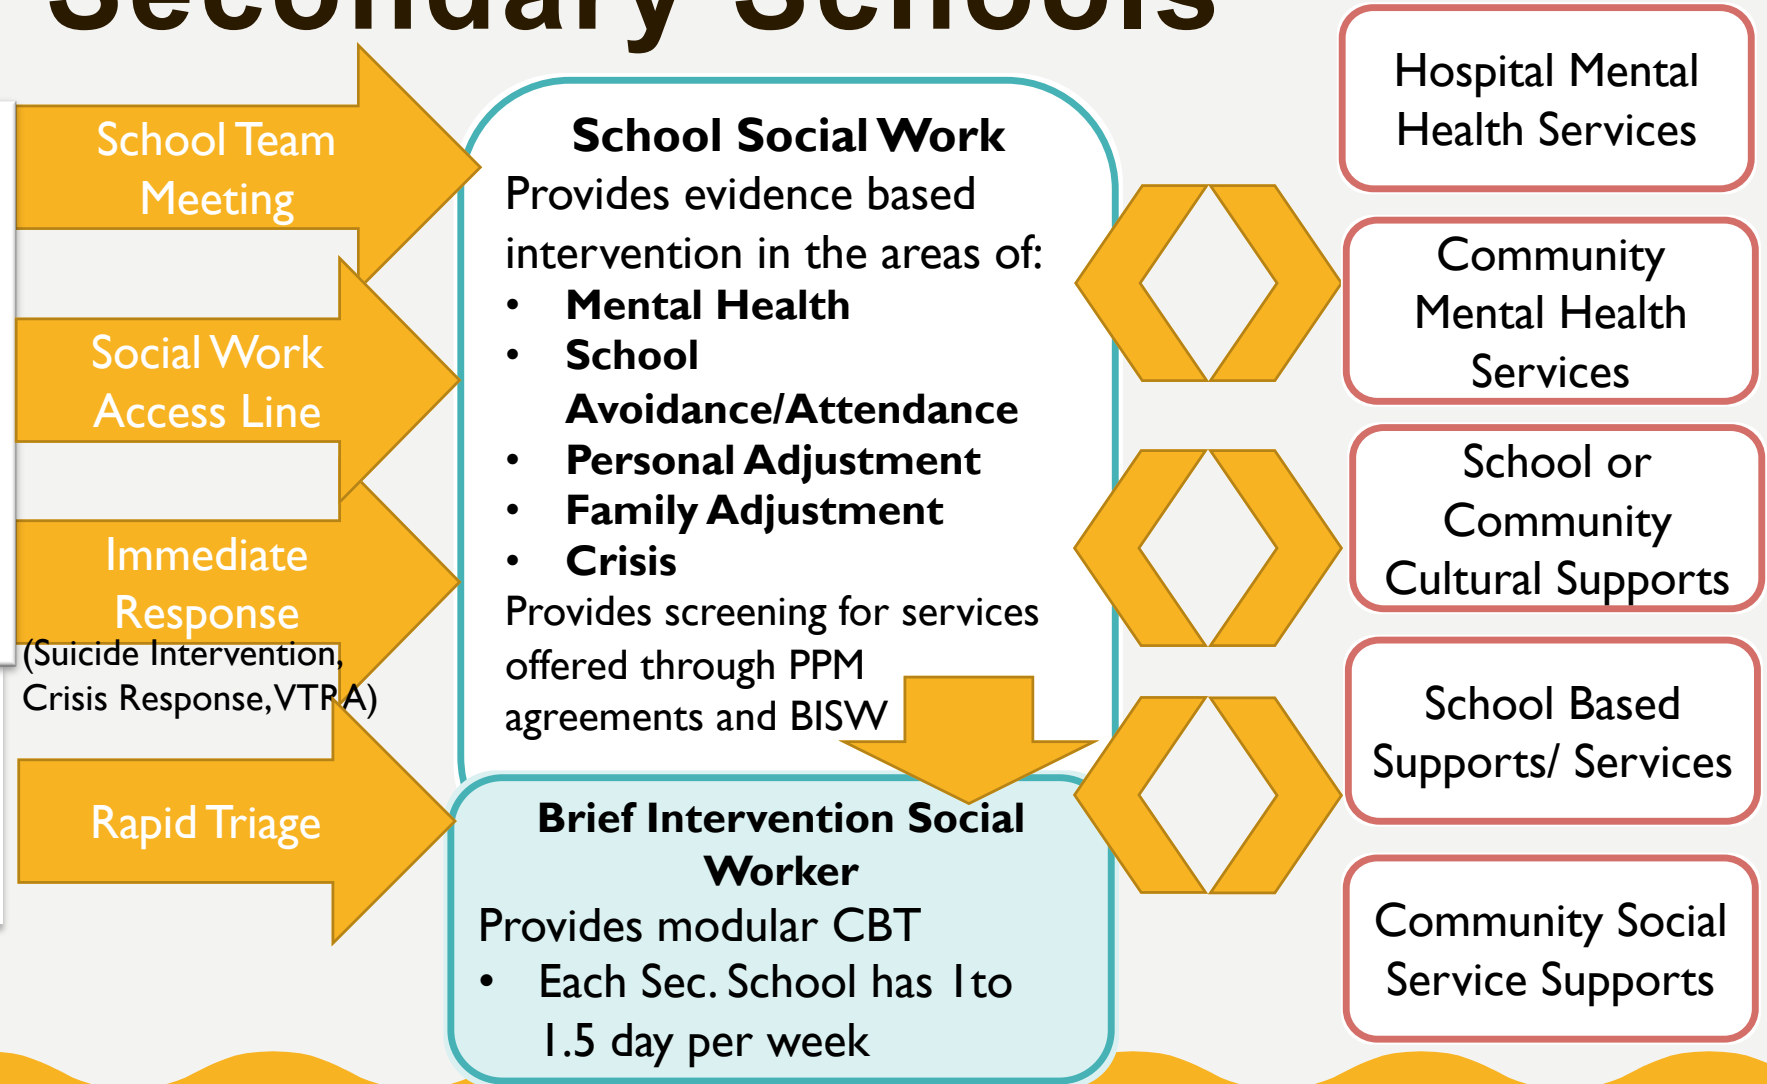 Secondary Schools
School Team
Meeting
Social Work
Access Line
Immediate
Response
(Suicide Intervention,
Crisis Response, VTRA)
Rapid Triage
School Social Work
Provides evidence based
intervention in the areas of:
• Mental Health
• School
Avoidance/Attendance
• Personal Adjustment
• Family Adjustment
• Crisis
Provides screening for services
offered through PPM
agreements and BISW
Brief Intervention Social
Worker
Provides modular CBT
• Each Sec. School has 1to
1.5 day per week
Hospital Mental
Health Services
Community
Mental Health
Services
School or
Community
Cultural Supports
School Based
Supports/ Services
Community Social
Service Supports